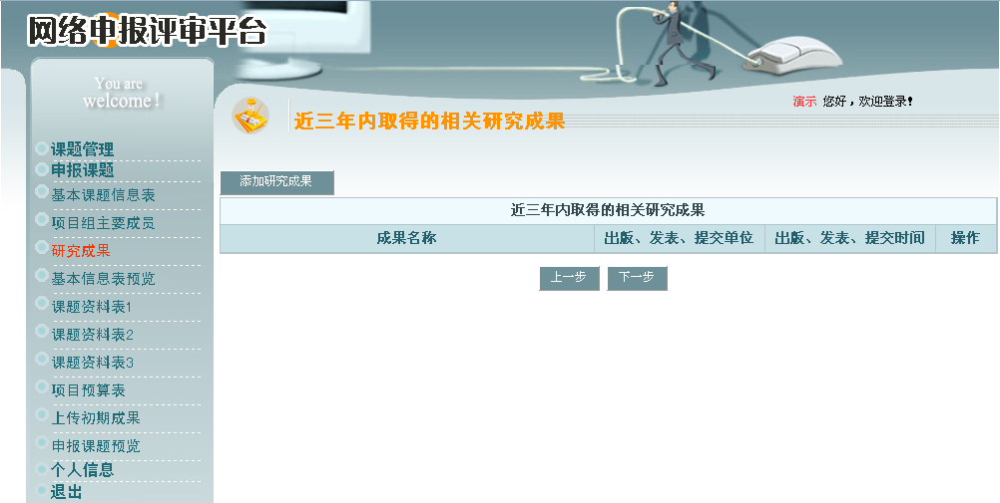 网络申报评审平台
You are
welcome!
演示 您好，欢迎登录!
近三年内取得的相关研究成果
课题管理
申报课题
基本课题信息表
项目组主要成员
研究成果
基本信息表预览
课题资料表1
课题资料表2
课题资料表3
项目预算表
上传初期成果
申报课题预览
个人信息
退出
添加研究成果
近三年内取得的相关研究成果
成果名称 出版、发表、提交单位 出版、发表、提交时间 操作
上一步 下一步